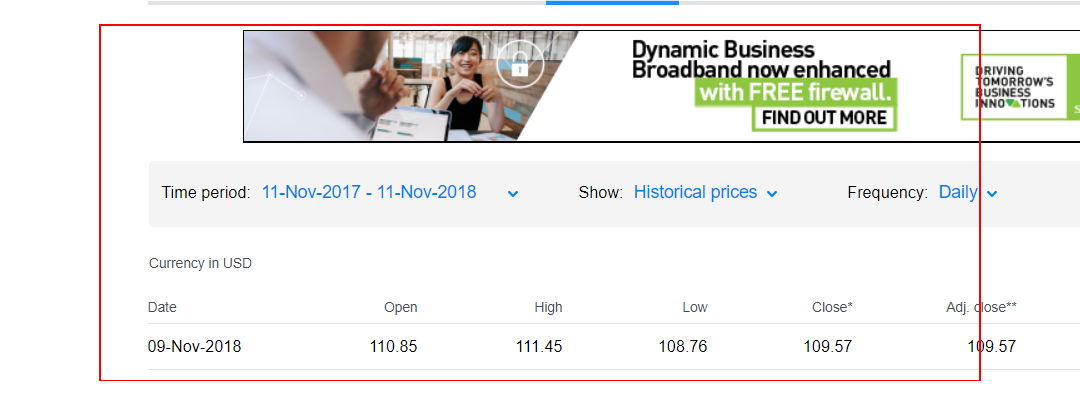 Dynamic Business
Broadband now enhanced
with FREE firewall.
FIND OUT MORE
DRIVING
TOMORROW'S
BUSINESS
INNOVATIONS
Time period: 11-Nov-2017 - 11-Nov-2018 Show: Historical prices Frequency: Daily
Currency in USD
Date Open High Low Close* Adj. close**
09-Nov-2018 110.85 111.45 108.76 109.57 109.57